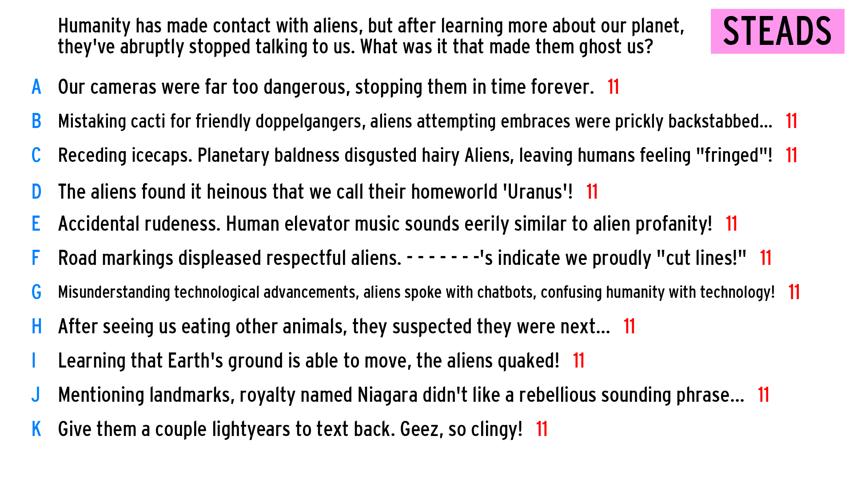 Humanity has made contact with aliens, but after learning more about our planet,
they've abruptly stopped talking to us. What was it that made them ghost us?
STEADS
A Our cameras were far too dangerous, stopping them in time forever. 11
B Mistaking cacti for friendly doppelgangers, aliens attempting embraces were prickly backstabbed... 11
C Receding icecaps. Planetary baldness disgusted hairy Aliens, leaving humans feeling "fringed"! 11
D The aliens found it heinous that we call their homeworld 'Uranus'! 11
E Accidental rudeness. Human elevator music sounds eerily similar to alien profanity! 11
F Road markings displeased respectful aliens. - - - - - - -'s indicate we proudly "cut lines!" 11
G Misunderstanding technological advancements, aliens spoke with chatbots, confusing humanity with technology! 11
H After seeing us eating other animals, they suspected they were next... 11
I Learning that Earth's ground is able to move, the aliens quaked! 11
J Mentioning landmarks, royalty named Niagara didn't like a rebellious sounding phrase... 11
K Give them a couple lightyears to text back. Geez, so clingy! 11